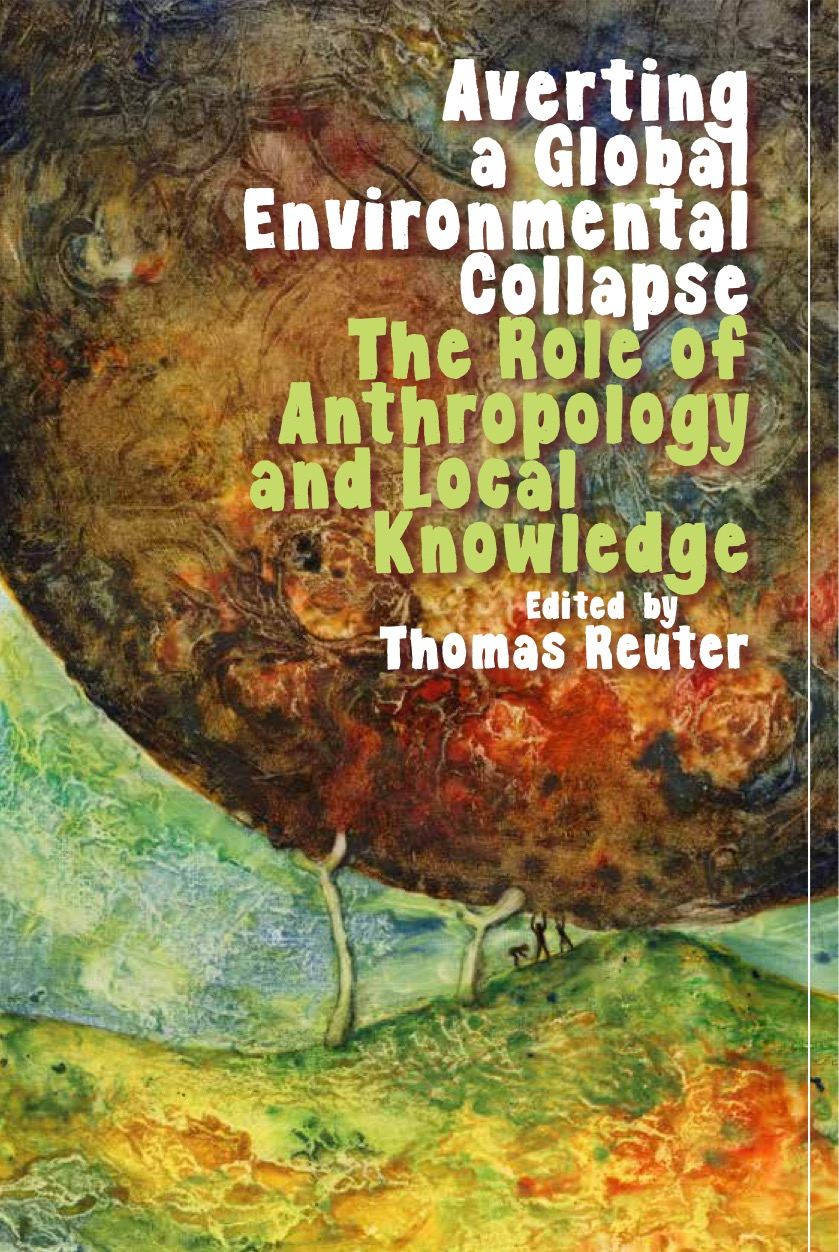 Averting
a Global
Environmental
Collapse
The Role of
Anthropology
and Local
Knowledge
Edited by
Thomas Reuter